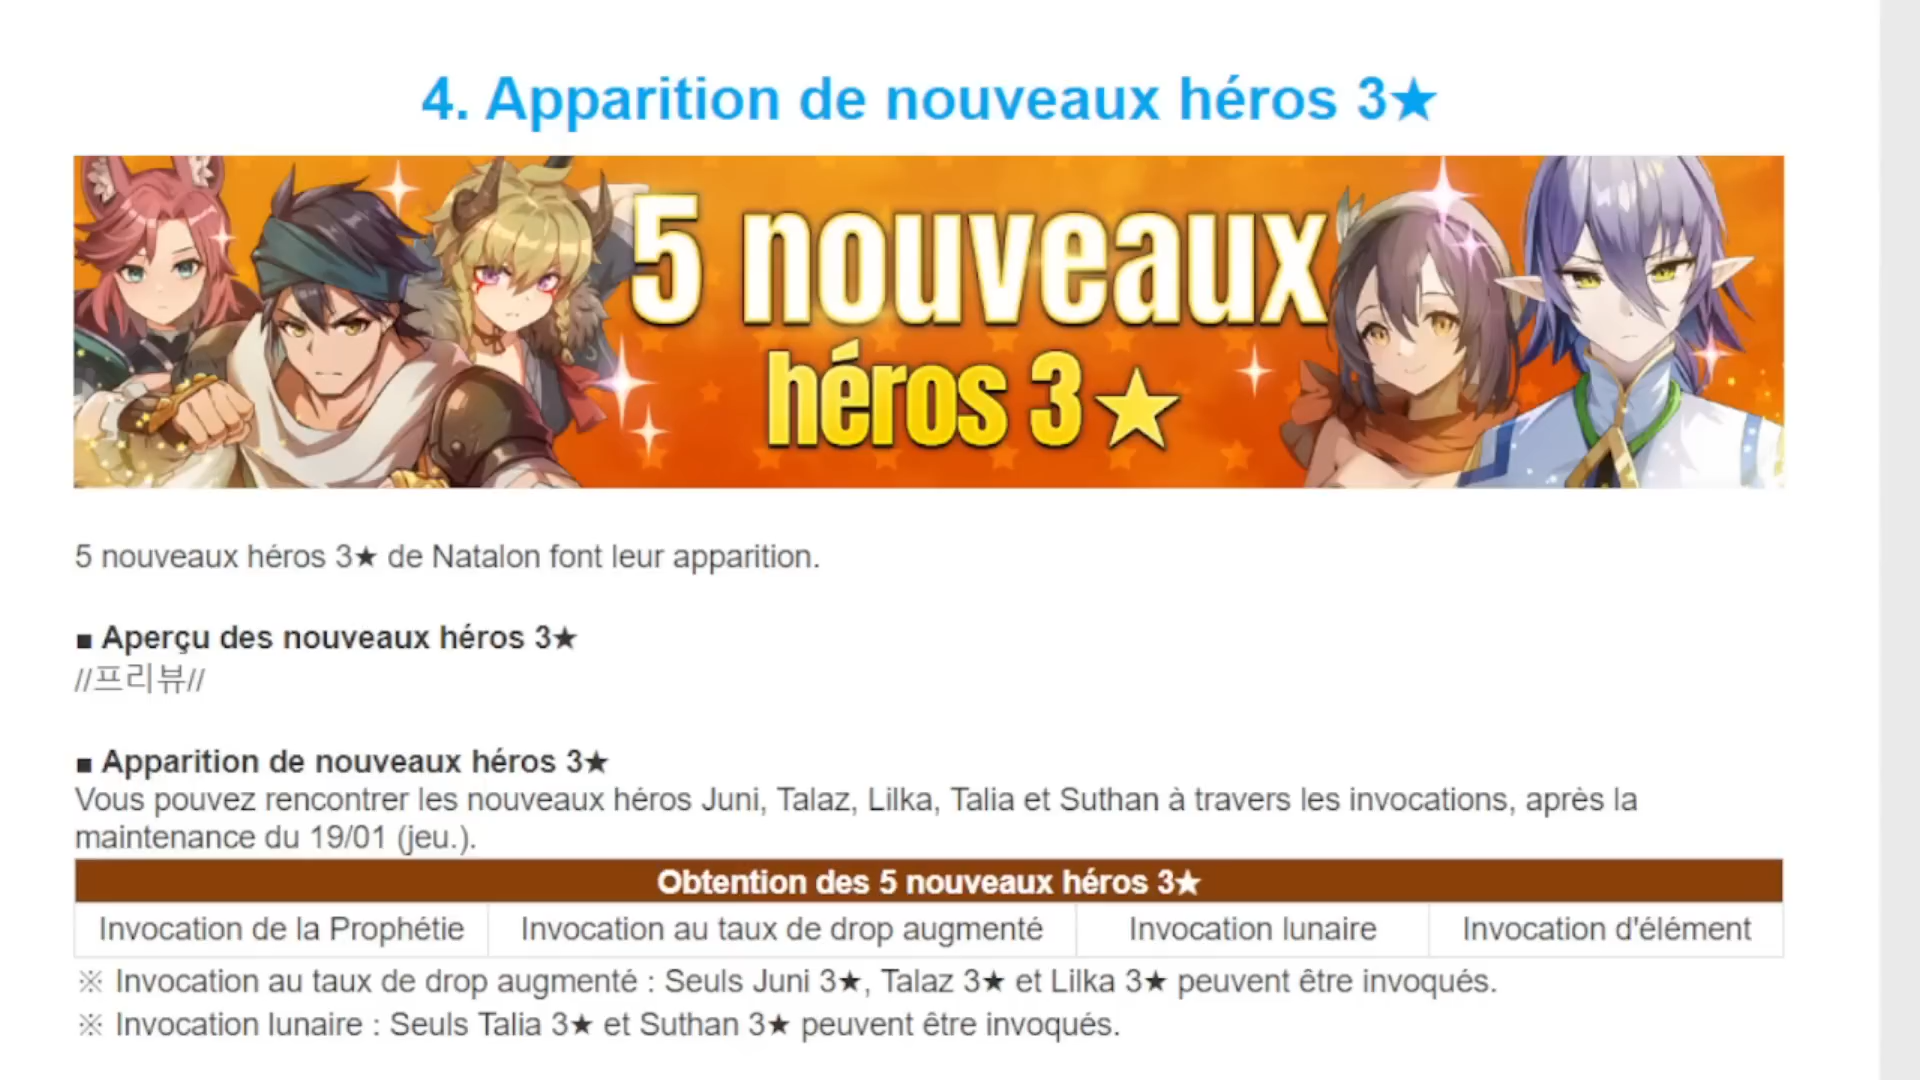 4. Apparition de nouveaux héros 3★
5 nouveaux
héros 3★
5 nouveaux héros 3★ de Natalon font leur apparition.
■ Aperçu des nouveaux héros 3★
//프리뷰//
■ Apparition de nouveaux héros 3★
Vous pouvez rencontrer les nouveaux héros Juni, Talaz, Lilka, Talia et Suthan à travers les invocations, après la
maintenance du 19/01 (jeu.).
Obtention des 5 nouveaux héros 3★
Invocation de la Prophétie Invocation au taux de drop augmenté Invocation lunaire Invocation d'élément
※ Invocation au taux de drop augmenté : Seuls Juni 3★, Talaz 3★ et Lilka 3★ peuvent être invoqués.
※ Invocation lunaire : Seuls Talia 3★ et Suthan 3★ peuvent être invoqués.